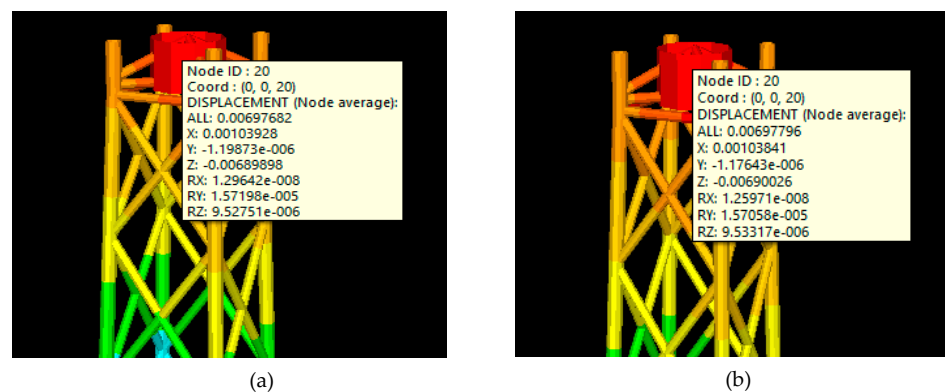 Node ID : 20
Coord : (0, 0, 20)
DISPLACEMENT (Node average):
ALL: 0.00697682
X: 0.00103928
Y: -1.19873e-006
Z: -0.00689898
RX: 1.29642e-008
RY: 1.57198e-005
RZ: 9.52751e-006
(a)
Node ID : 20
Coord : (0, 0, 20)
DISPLACEMENT (Node average):
ALL: 0.00697796
X: 0.00103841
Y: -1.17643e-006
Z: -0.00690026
RX: 1.25971e-008
RY: 1.57058e-005
RZ: 9.53317e-006
(b)